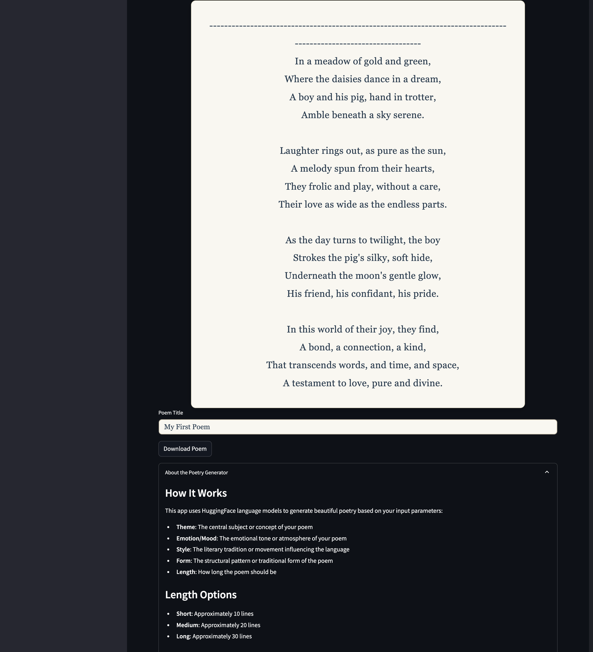 --------------------------------------------------------------------------------
----------------------------------
In a meadow of gold and green,
Where the daisies dance in a dream,
A boy and his pig, hand in trotter,
Amble beneath a sky serene.
Laughter rings out, as pure as the sun,
A melody spun from their hearts,
They frolic and play, without a care,
Their love as wide as the endless parts.
As the day turns to twilight, the boy
Strokes the pig's silky, soft hide,
Underneath the moon's gentle glow,
His friend, his confidant, his pride.
In this world of their joy, they find,
A bond, a connection, a kind,
That transcends words, and time, and space,
A testament to love, pure and divine.
Poem Title
My First Poem
Download Poem
About the Poetry Generator
How It Works
This app uses HuggingFace language models to generate beautiful poetry based on your input parameters:
• Theme: The central subject or concept of your poem
• Emotion/Mood: The emotional tone or atmosphere of your poem
• Style: The literary tradition or movement influencing the language
• Form: The structural pattern or traditional form of the poem
• Length: How long the poem should be
Length Options
• Short: Approximately 10 lines
• Medium: Approximately 20 lines
• Long: Approximately 30 lines